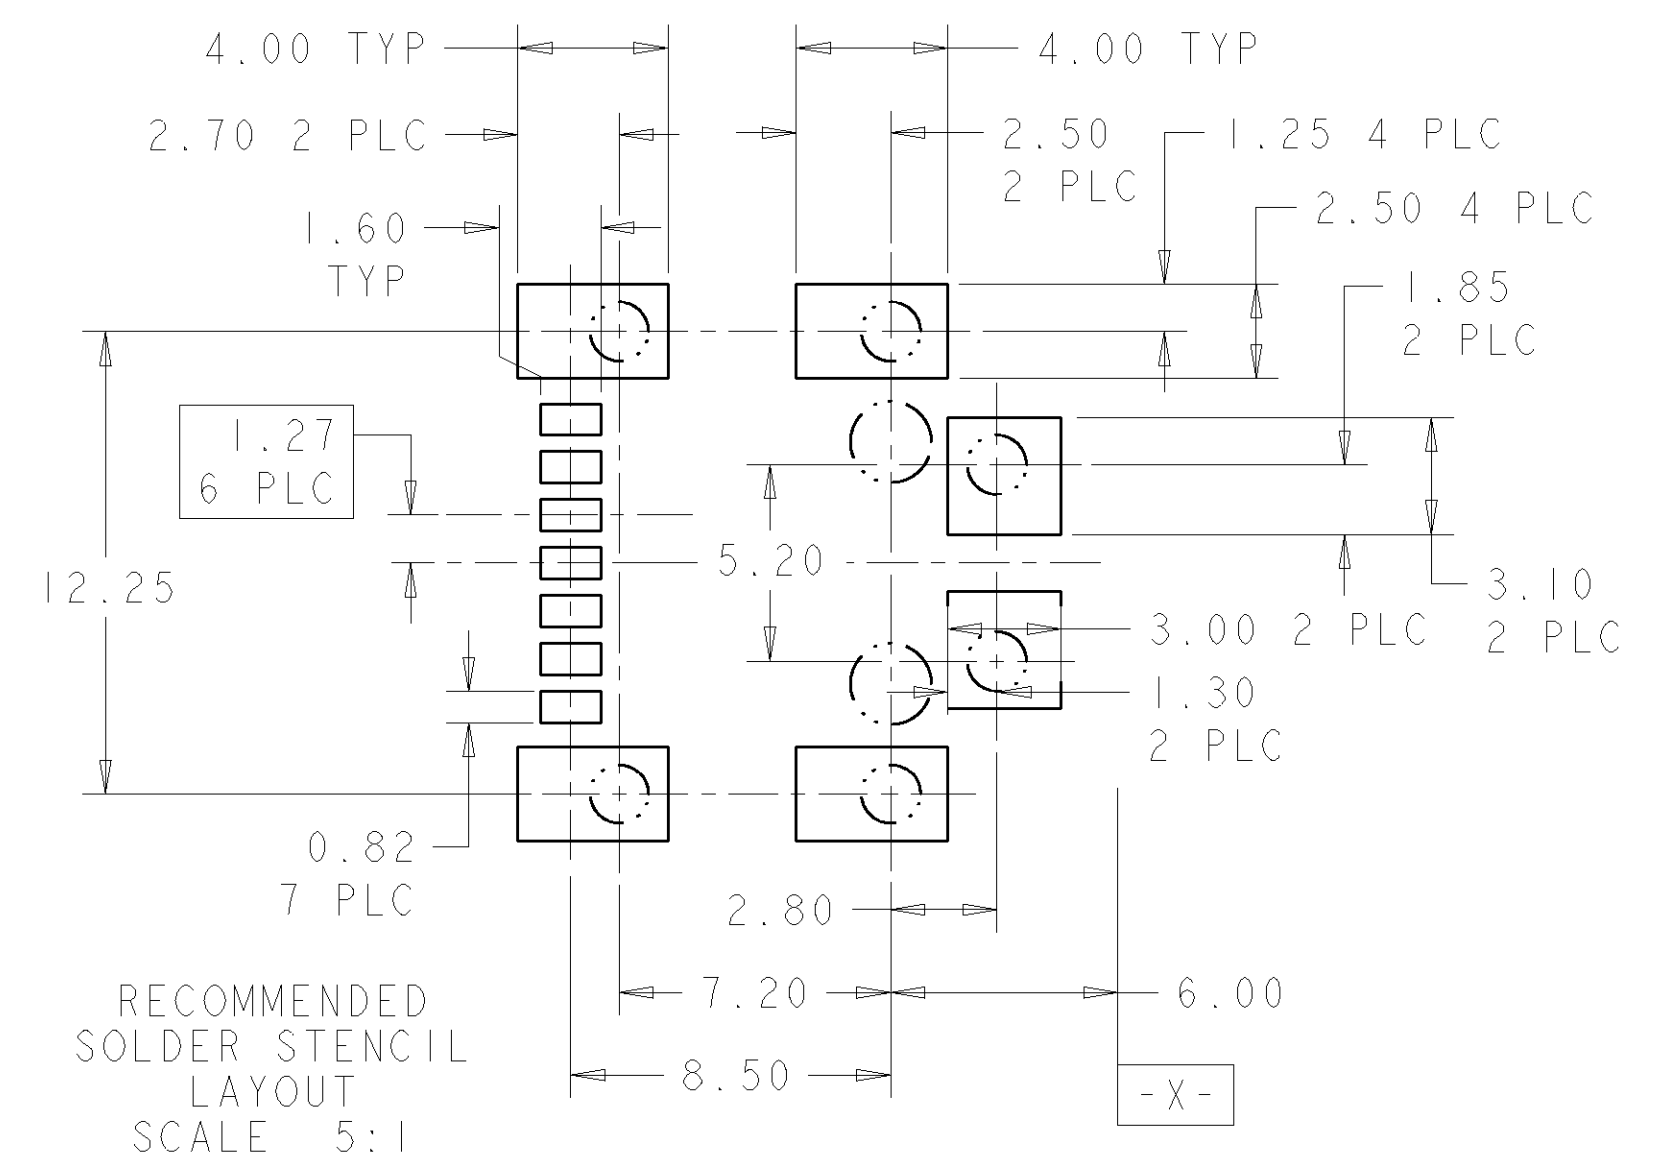 4.00 TYP
4.00 TYP
2.70 2 PLC
2.50
2 PLC
1.25 4 PLC
2.50 4 PLC
1.60
TYP
1.85
2 PLC
1.27
6 PLC
12.25
5.20
3.10
2 PLC
3.00 2 PLC
1.30
2 PLC
0.82
7 PLC
2.80
7.20
6.00
8.50
-X-
RECOMMENDED
SOLDER STENCIL
LAYOUT
SCALE 5:1